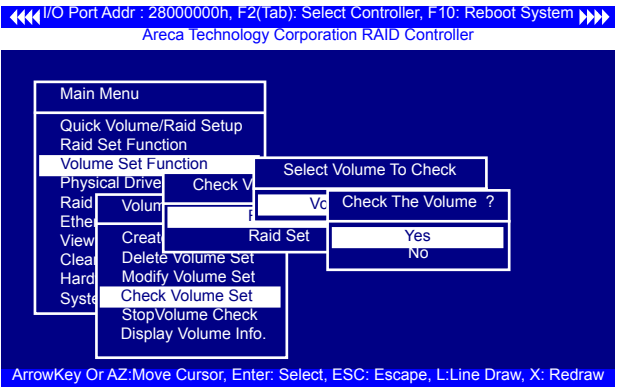 I/O Port Addr : 28000000h, F2(Tab): Select Controller, F10: Reboot System
Areca Technology Corporation RAID Controller
Main Menu
Quick Volume/Raid Setup
Raid Set Function
Volume Set Function
Physical Drive
Raid
Ether
View
Clear
Hard
Syste
Volum
Creat
Delete Volume Set
Modify Volume Set
Check Volume Set
StopVolume Check
Display Volume Info.
Check V
Raid Set
Select Volume To Check
Vo
Check The Volume ?
Yes
No
ArrowKey Or AZ:Move Cursor, Enter: Select, ESC: Escape, L:Line Draw, X: Redraw